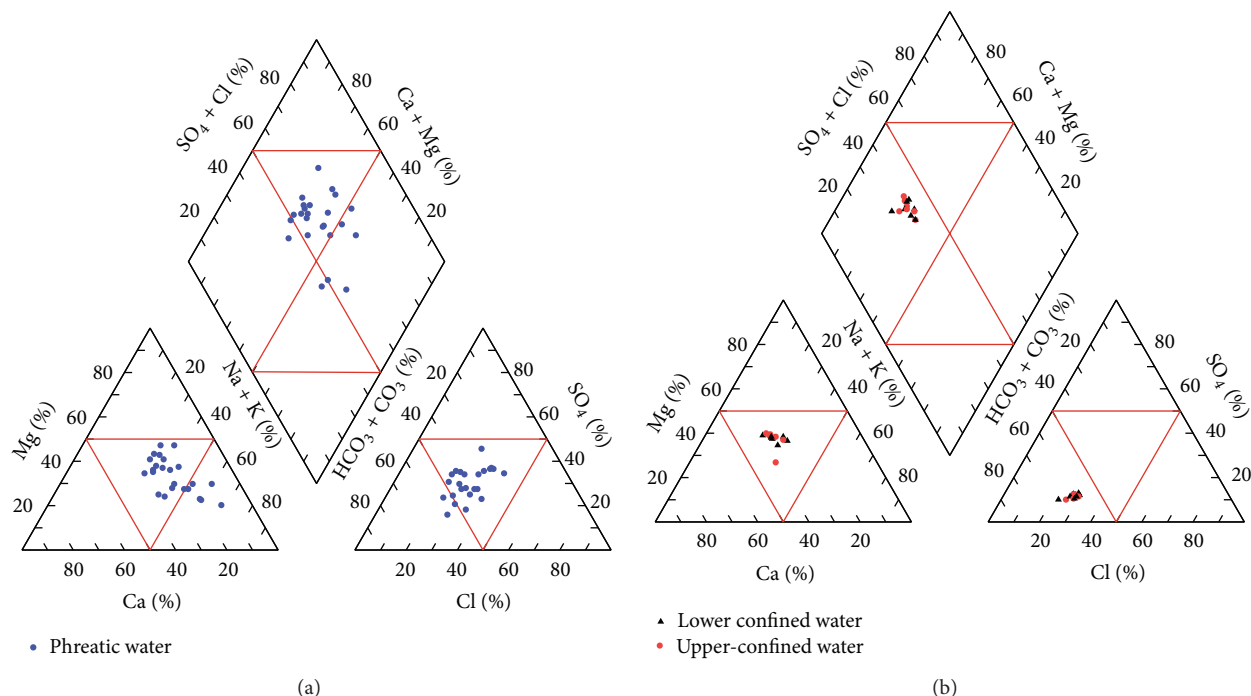 80
60
40
20
SO4 + Cl (%)
80
60
40
20
Ca + Mg (%)
80
60
40
20
Mg (%)
20
40
60
80
Na + K (%)
80 60 40 20
Ca (%)
20
40
60
80
HCO3 + CO3 (%)
80
60
40
20
SO4 (%)
20 40 60 80
Cl (%)
Phreatic water
(a)
80
60
40
20
SO4 + Cl (%)
80
60
40
20
Ca + Mg (%)
80
60
40
20
Mg (%)
20
40
60
80
Na + K (%)
80 60 40 20
Ca (%)
20
40
60
80
HCO3 + CO3 (%)
80
60
40
20
SO4 (%)
20 40 60 80
Cl (%)
Lower confined water
Upper-confined water
(b)